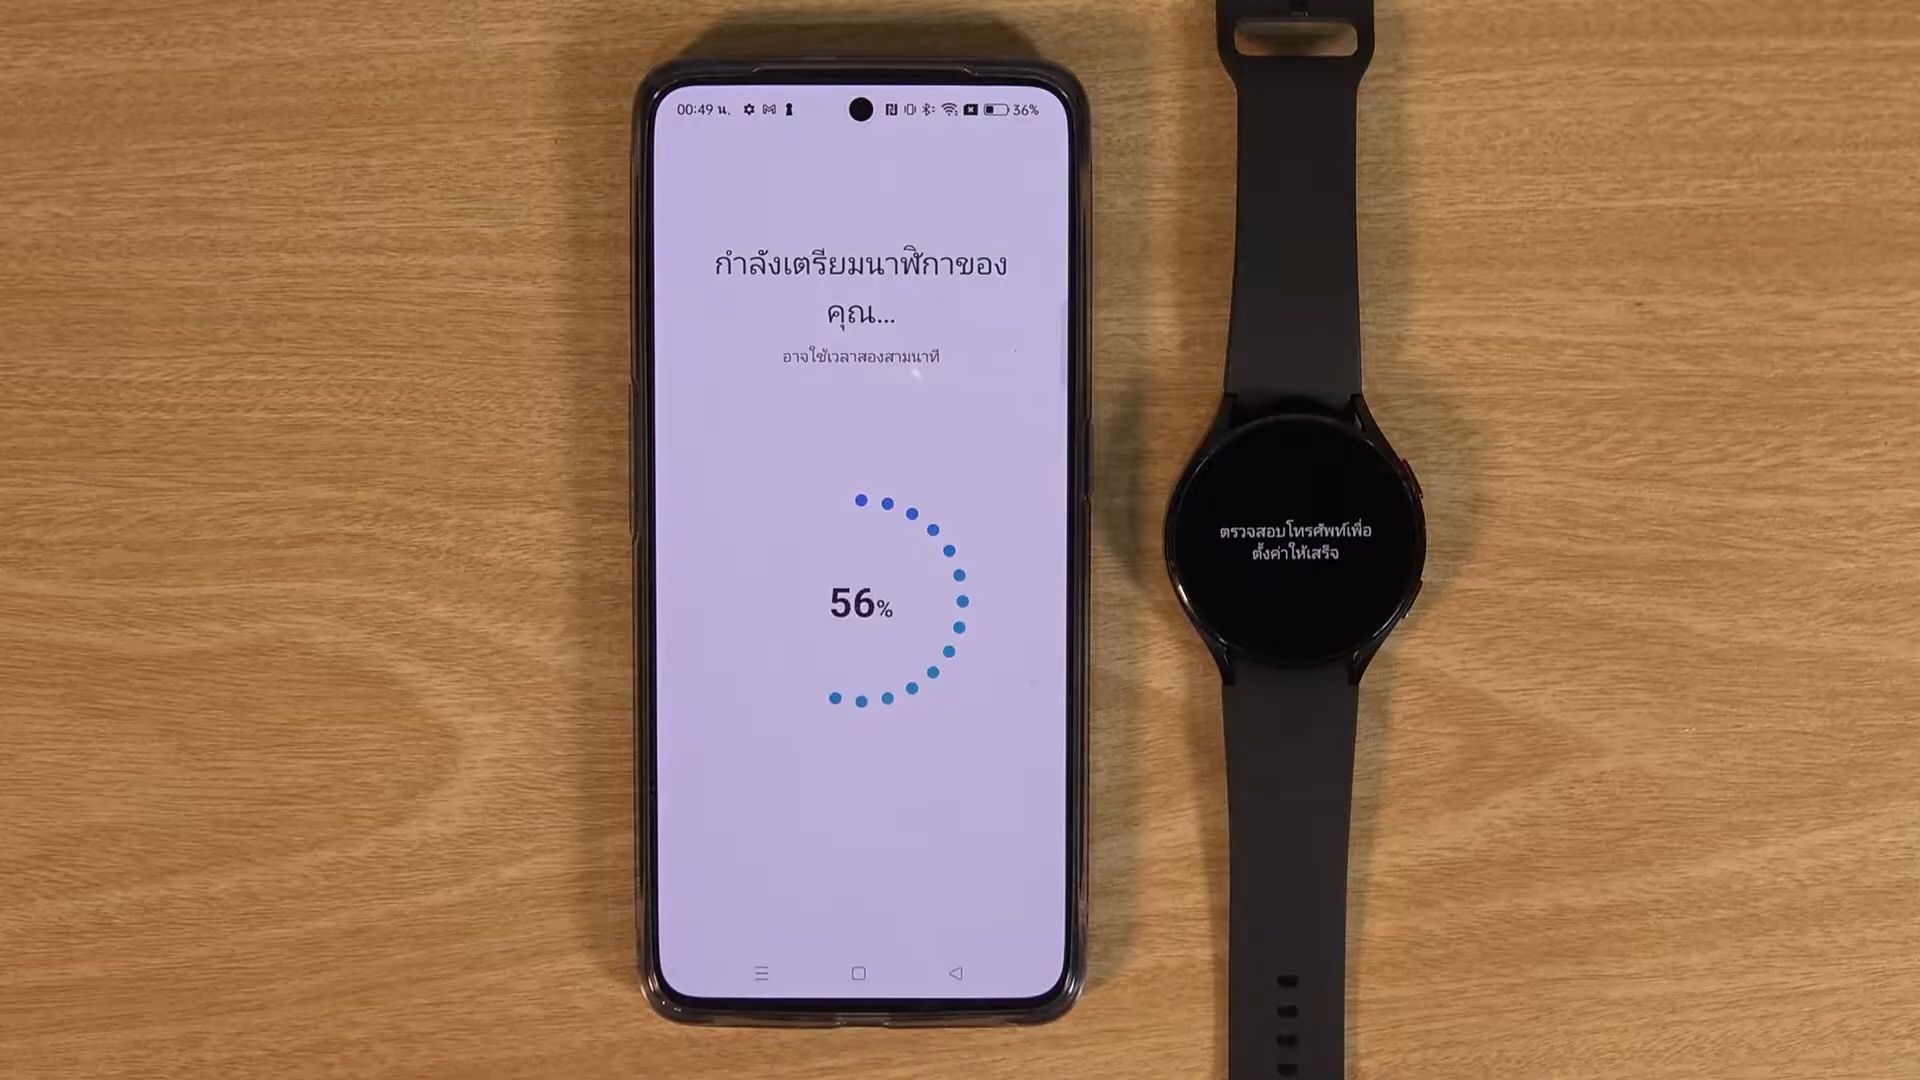 00:49 น.
36%
กำลังเตรียมนาฬิกาของ
คุณ...
อาจใช้เวลาสองสามนาที
56%
ตรวจสอบโทรศัพท์เพื่อ
ตั้งค่าให้เสร็จ